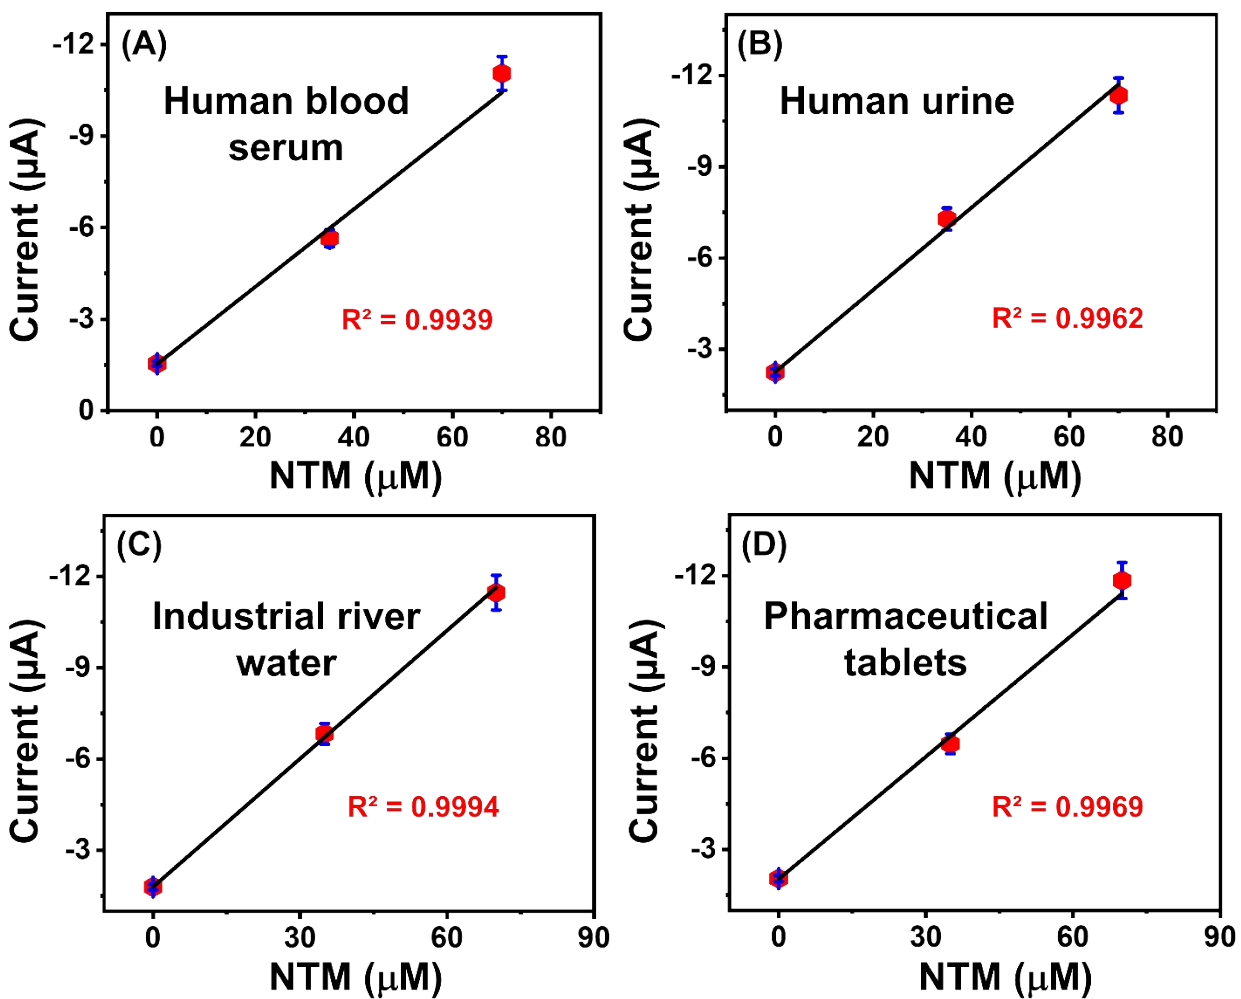 (A)
Human blood
serum
R² = 0.9939
Current (µA)
-12
-9
-6
-3
0
0 20 40 60 80
NTM (μM)
(B)
Human urine
R² = 0.9962
Current (µA)
-12
-9
-6
-3
0 20 40 60 80
NTM (μM)
(C)
Industrial river
water
R² = 0.9994
Current (µA)
-12
-9
-6
-3
0 30 60 90
NTM (μM)
(D)
Pharmaceutical
tablets
R² = 0.9969
Current (µA)
-12
-9
-6
-3
0 30 60 90
NTM (μM)